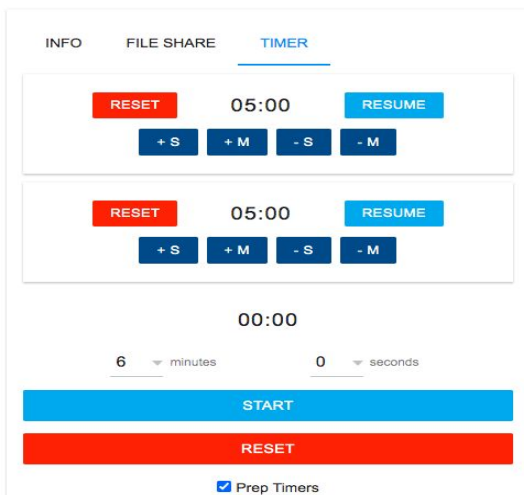 INFO FILE SHARE TIMER
RESET 05:00 RESUME
+ S + M - S - M
RESET 05:00 RESUME
+ S + M - S - M
00:00
6 minutes 0 seconds
START
RESET
Prep Timers